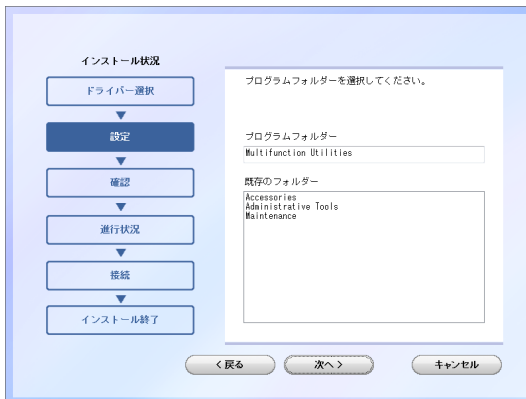 インストール状況
ドライバー選択
設定
確認
進行状況
接続
インストール終了
プログラムフォルダーを選択してください。
プログラムフォルダー
Multifunction Utilities
既存のフォルダー
Accessories
Administrative Tools
Maintenance
< 戻る
次へ >
キャンセル